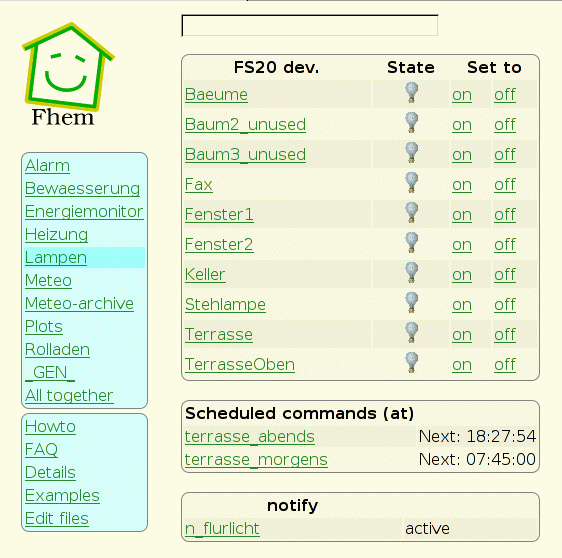 Fhem
Alarm
Bewaesserung
Energiemonitor
Heizung
Lampen
Meteo
Meteo-archive
Plots
Rolladen
_GEN_
All together
Howto
FAQ
Details
Examples
Edit files
FS20 dev. State Set to
Baeume on off
Baum2_unused on off
Baum3_unused on off
Fax on off
Fenster1 on off
Fenster2 on off
Keller on off
Stehlampe on off
Terrasse on off
TerrasseOben on off
Scheduled commands (at)
terrasse_abends Next: 18:27:54
terrasse_morgens Next: 07:45:00
notify
n_flurlicht active